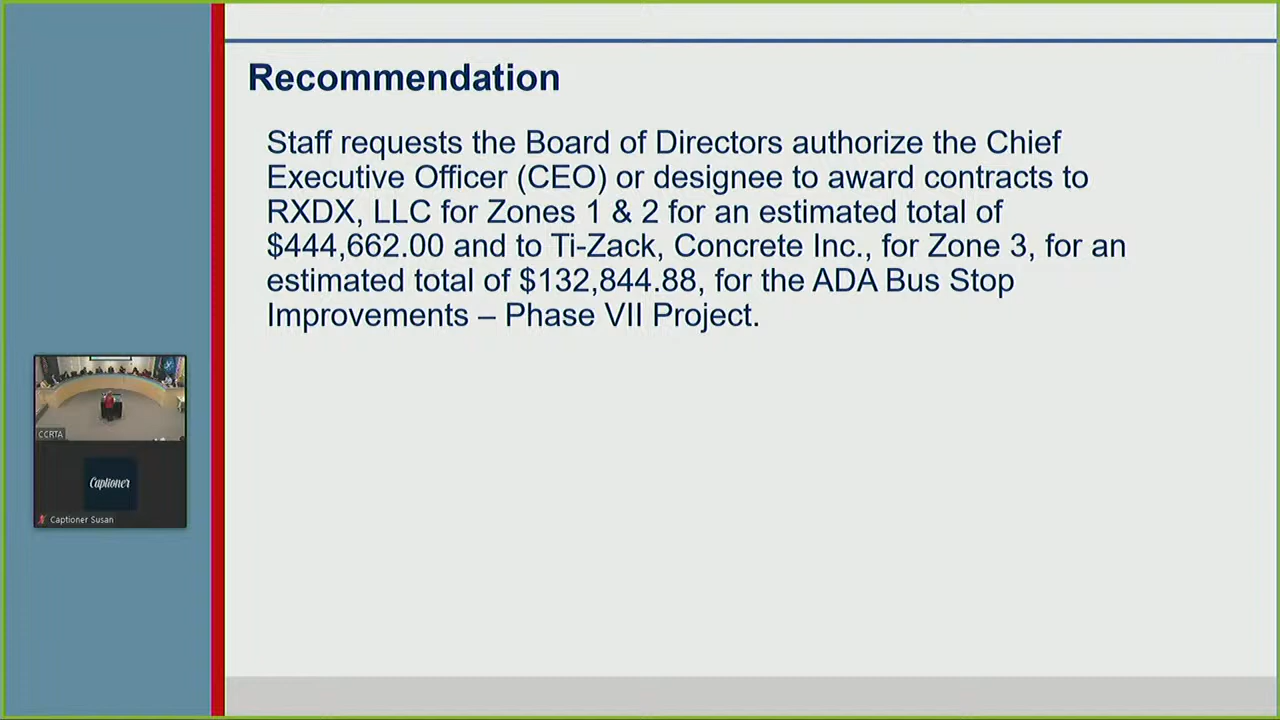 Recommendation
Staff requests the Board of Directors authorize the Chief
Executive Officer (CEO) or designee to award contracts to
RXDX, LLC for Zones 1 & 2 for an estimated total of
$444,662.00 and to Ti-Zack, Concrete Inc., for Zone 3, for an
estimated total of $132,844.88, for the ADA Bus Stop
Improvements – Phase VII Project.
CCRTA
Captioner
Captioner Susan